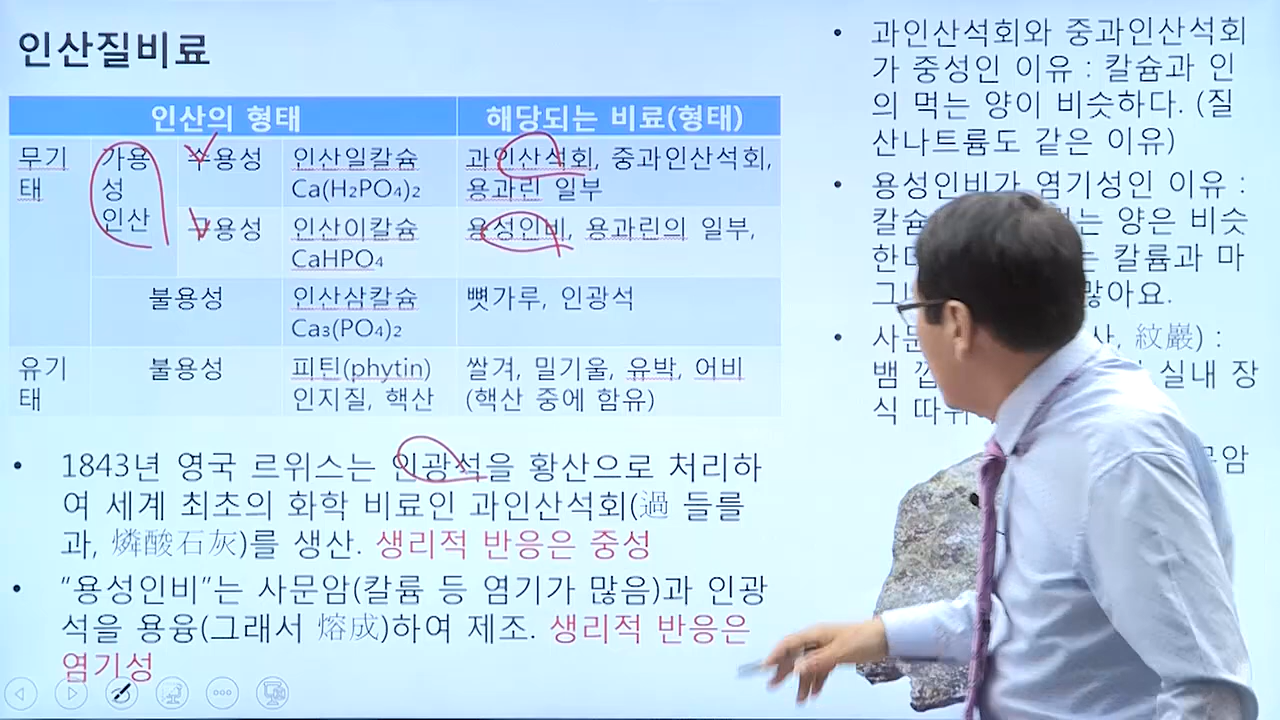 인산질비료
인산의 형태 해당되는 비료(형태)
무기태 가용성 인산 수용성 인산일칼슘 Ca(H₂PO₄)₂ 과인산석회, 중과인산석회, 용과린 일부
구용성 인산이칼슘 CaHPO₄ 용성인비, 용과린의 일부,
불용성 인산삼칼슘 Ca₃(PO₄)₂ 뼛가루, 인광석
유기태 불용성 피틴(phytin) 인지질, 핵산 쌀겨, 밀기울, 유박, 어비 (핵산 중에 함유)
• 1843년 영국 르위스는 인광석을 황산으로 처리하
여 세계 최초의 화학 비료인 과인산석회(過 들를
과, 燐酸石灰)를 생산. 생리적 반응은 중성
• "용성인비"는 사문암(칼륨 등 염기가 많음)과 인광
석을 용융(그래서 熔成)하여 제조. 생리적 반응은
염기성
• 과인산석회와 중과인산석회
가 중성인 이유 : 칼슘과 인
의 먹는 양이 비슷하다. (질
산나트륨도 같은 이유)
• 용성인비가 염기성인 이유 :
칼슘 는 양은 비슷
한데 는 칼륨과 마
그 많아요.
• 사문 사, 紋巖) :
뱀 실내 장
식 따위
문암